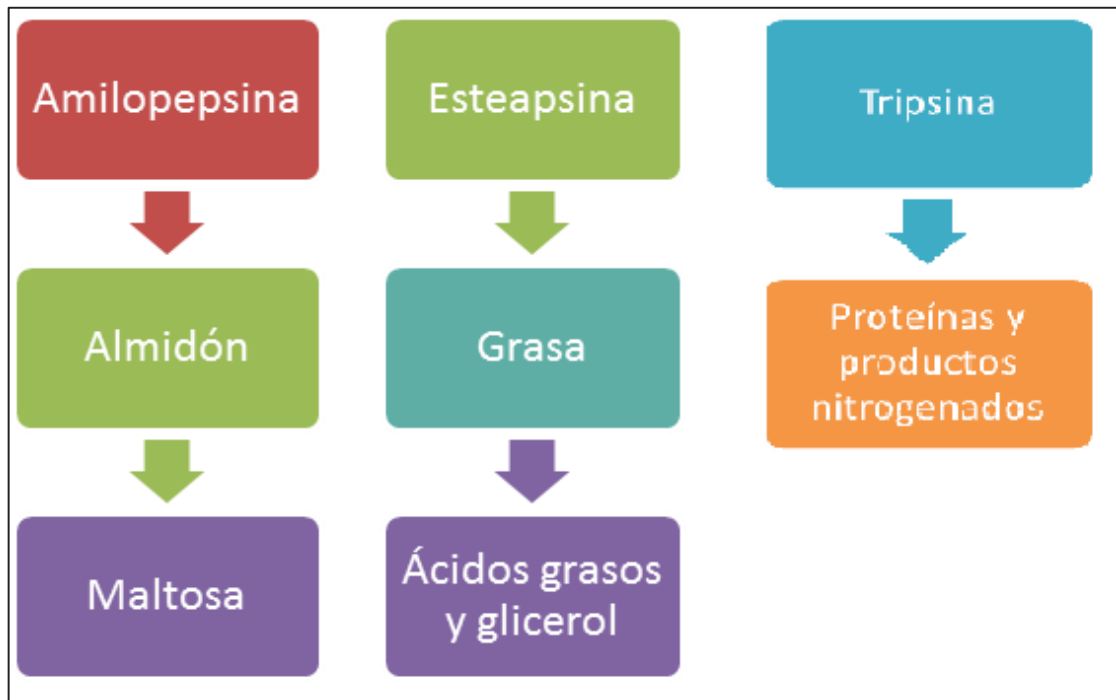 Amilopepsina
Almidón
Maltosa
Esteapsina
Grasa
Ácidos grasos
y glicerol
Tripsina
Proteínas y
productos
nitrogenados